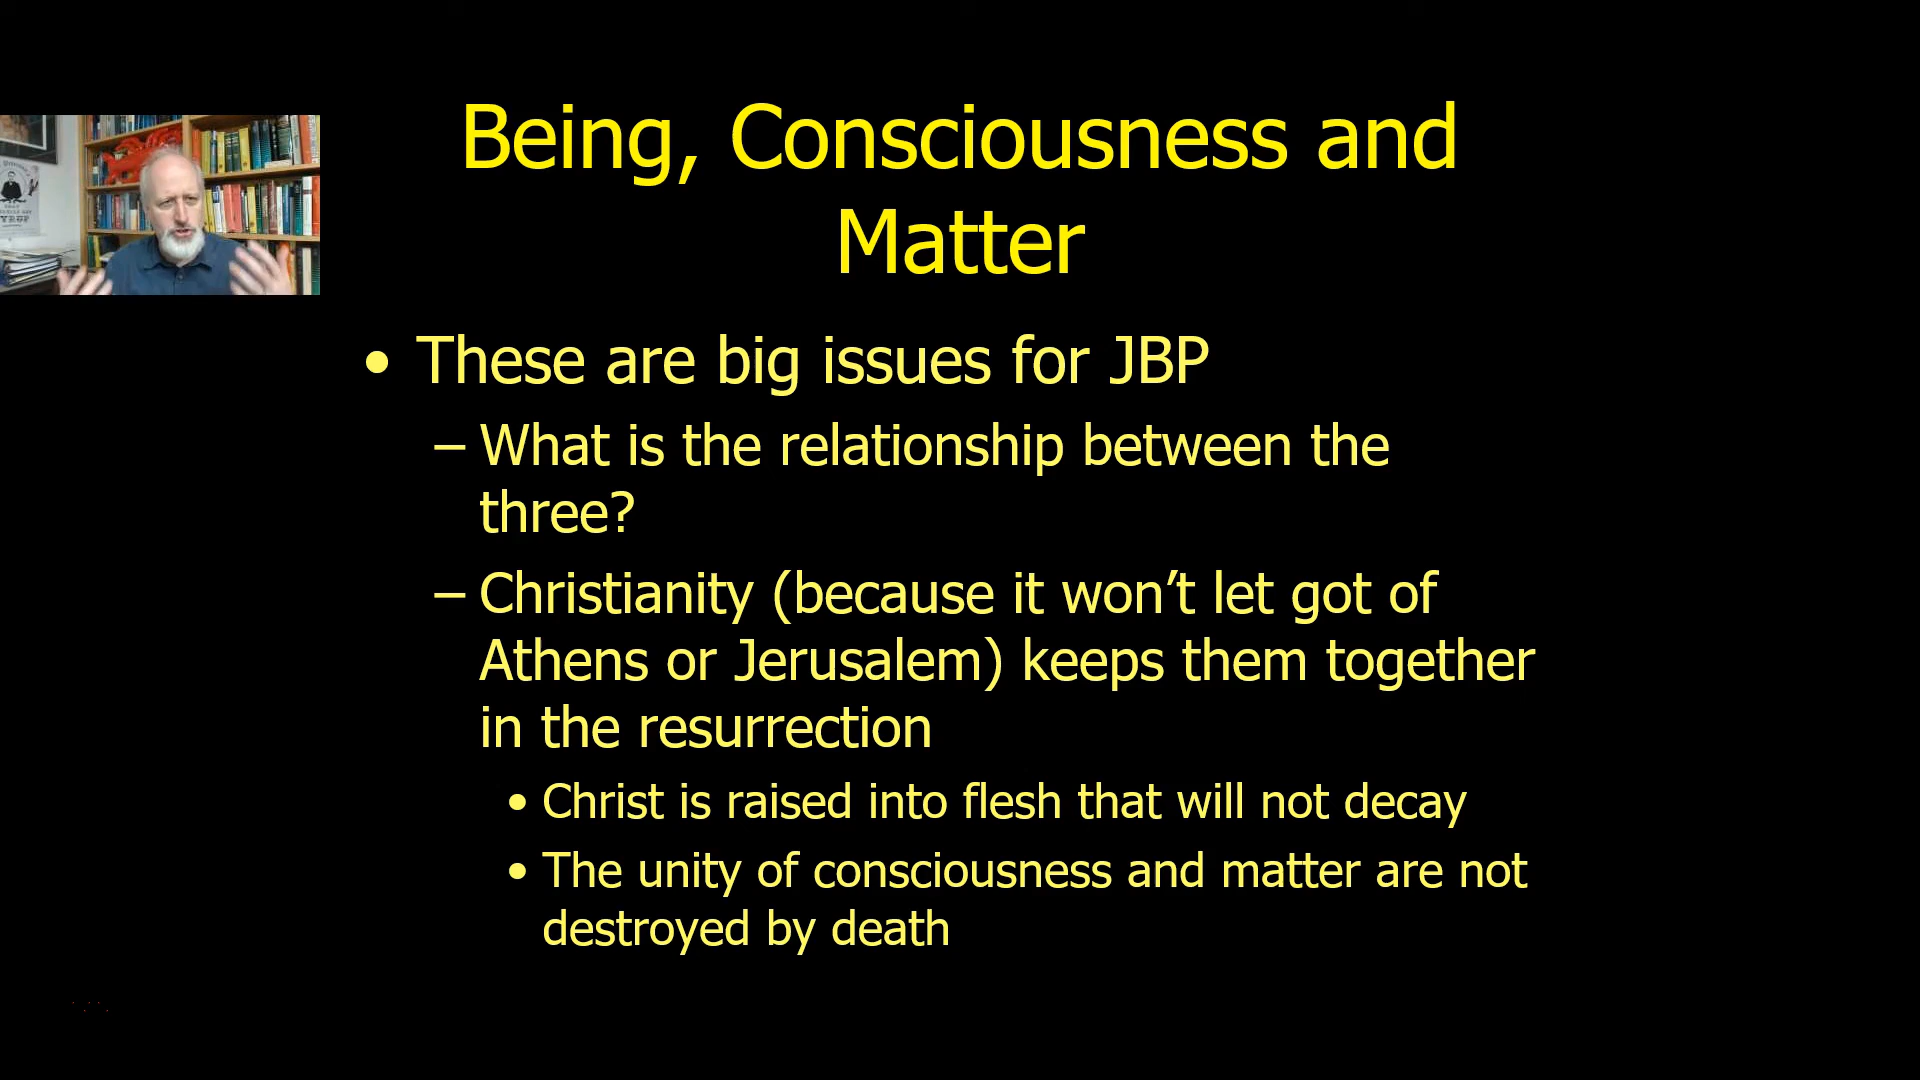 Being, Consciousness and
Matter
• These are big issues for JBP
– What is the relationship between the
three?
– Christianity (because it won’t let got of
Athens or Jerusalem) keeps them together
in the resurrection
• Christ is raised into flesh that will not decay
• The unity of consciousness and matter are not
destroyed by death